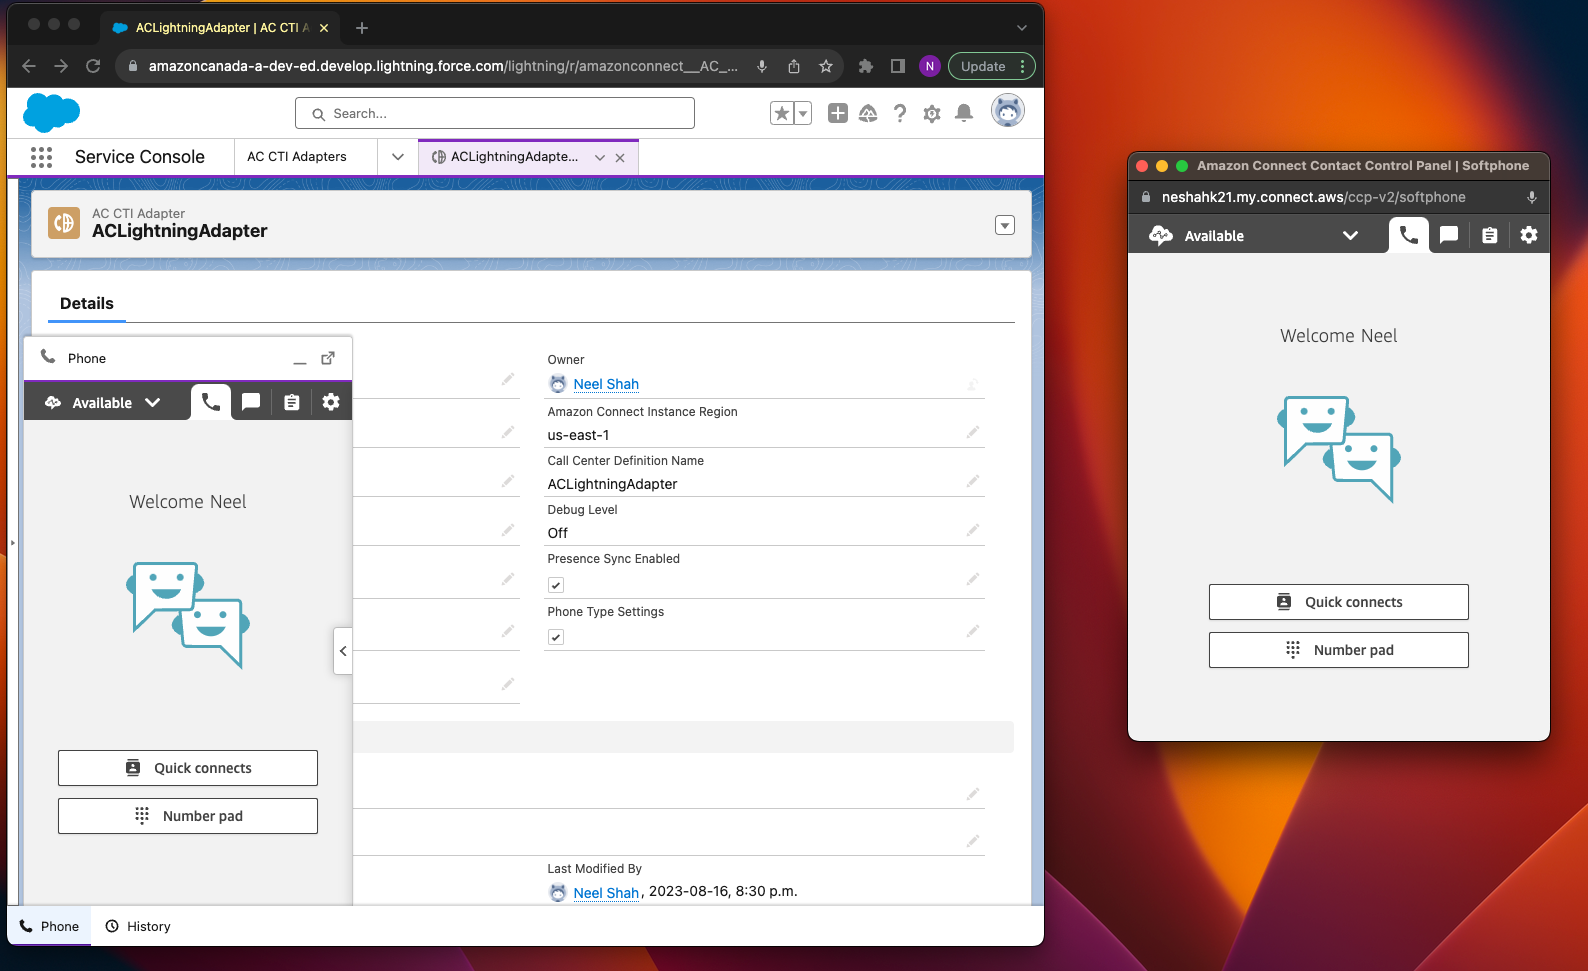 ACLightningAdapter | AC CTI A
amazoncanada-a-dev-ed.develop.lightning.force.com/lightning/r/amazonconnect__AC_...
N
Update
Search...
Service Console
AC CTI Adapters
ACLightningAdapte...
AC CTI Adapter
ACLightningAdapter
Details
Phone
Available
Welcome Neel
Quick connects
Number pad
Owner
Neel Shah
Amazon Connect Instance Region
us-east-1
Call Center Definition Name
ACLightningAdapter
Debug Level
Off
Presence Sync Enabled
Phone Type Settings
Last Modified By
Neel Shah, 2023-08-16, 8:30 p.m.
Phone
History
Amazon Connect Contact Control Panel | Softphone
neshahk21.my.connect.aws/ccp-v2/softphone
Available
Welcome Neel
Quick connects
Number pad